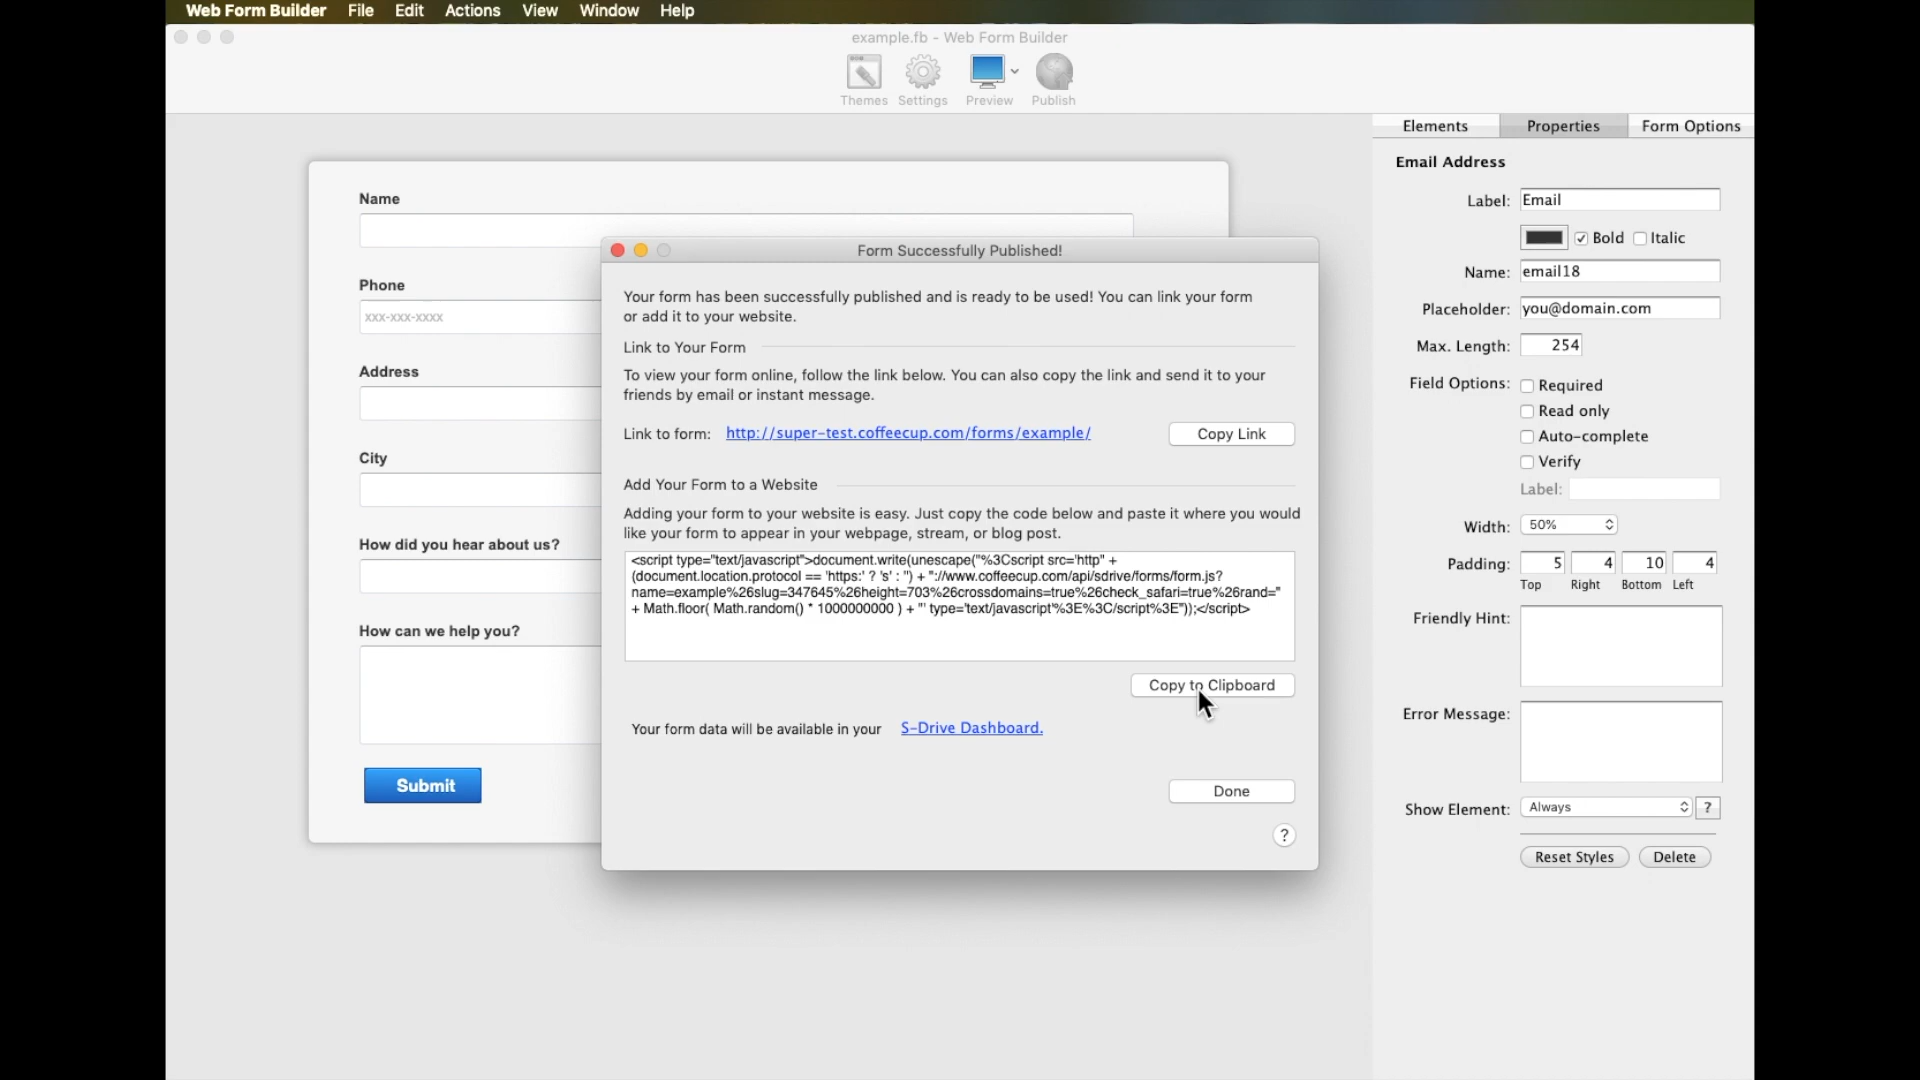 Web Form Builder File Edit Actions View Window Help
example.fb - Web Form Builder
Themes Settings Preview Publish
Elements Properties Form Options
Name
Phone
xxx-xxx-xxxx
Address
City
How did you hear about us?
How can we help you?
Submit
Form Successfully Published!
Your form has been successfully published and is ready to be used! You can link your form
or add it to your website.
Link to Your Form
To view your form online, follow the link below. You can also copy the link and send it to your
friends by email or instant message.
Link to form: http://super-test.coffeecup.com/forms/example/ Copy Link
Add Your Form to a Website
Adding your form to your website is easy. Just copy the code below and paste it where you would
like your form to appear in your webpage, stream, or blog post.
<script type="text/javascript">document.write(unescape("%3Cscript src='http" +
(document.location.protocol == 'https:' ? 's' : '') + "://www.coffeecup.com/api/sdrive/forms/form.js?
name=example%26slug=347645%26height=703%26crossdomains=true%26check_safari=true%26rand="
+ Math.floor( Math.random() * 1000000000 ) + "' type='text/javascript'%3E%3C/script%3E"));</script>
Copy to Clipboard
Your form data will be available in your S-Drive Dashboard.
Done
?
Email Address
Label: Email
Bold Italic
Name: email18
Placeholder: you@domain.com
Max. Length: 254
Field Options: Required
Read only
Auto-complete
Verify
Label:
Width: 50%
Padding: 5 4 10 4
Top Right Bottom Left
Friendly Hint:
Error Message:
Show Element: Always ?
Reset Styles Delete